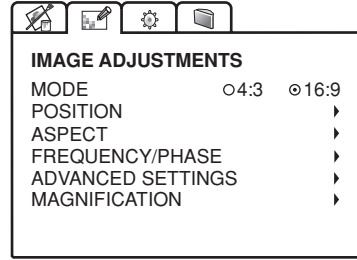 IMAGE ADJUSTMENTS
MODE 4:3 16:9
POSITION
ASPECT
FREQUENCY/PHASE
ADVANCED SETTINGS
MAGNIFICATION